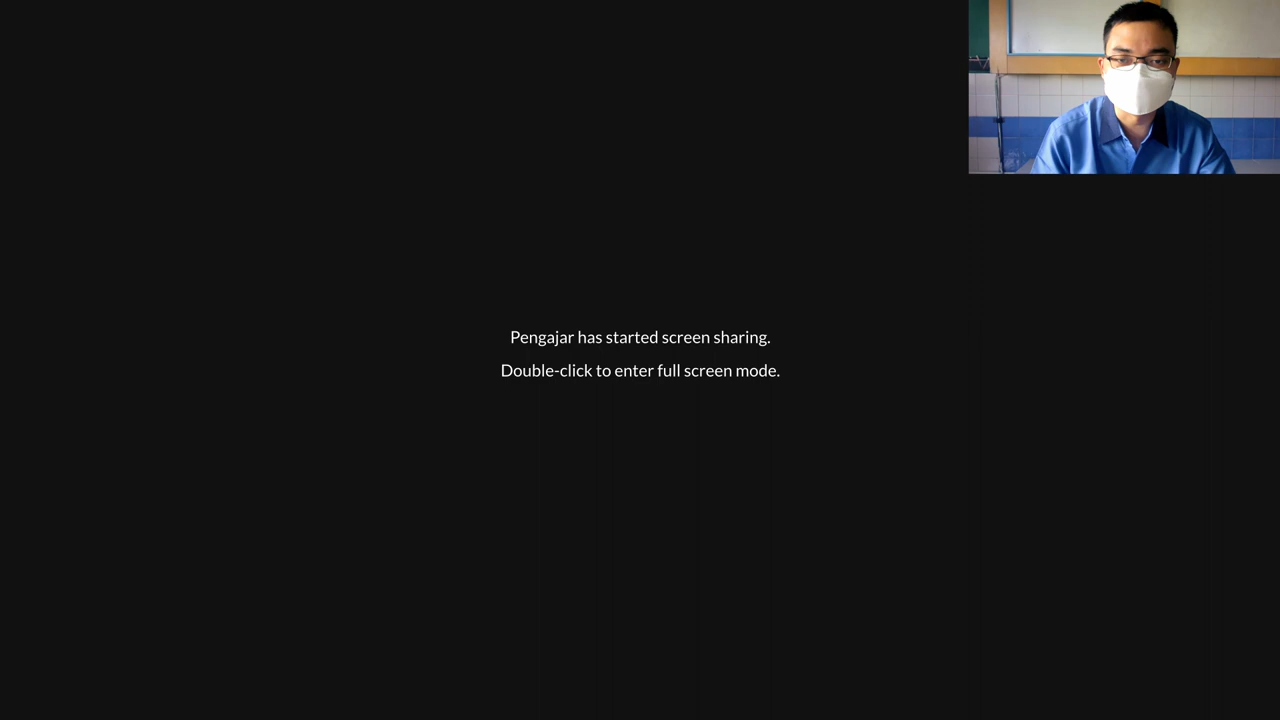 Pengajar has started screen sharing.
Double-click to enter full screen mode.